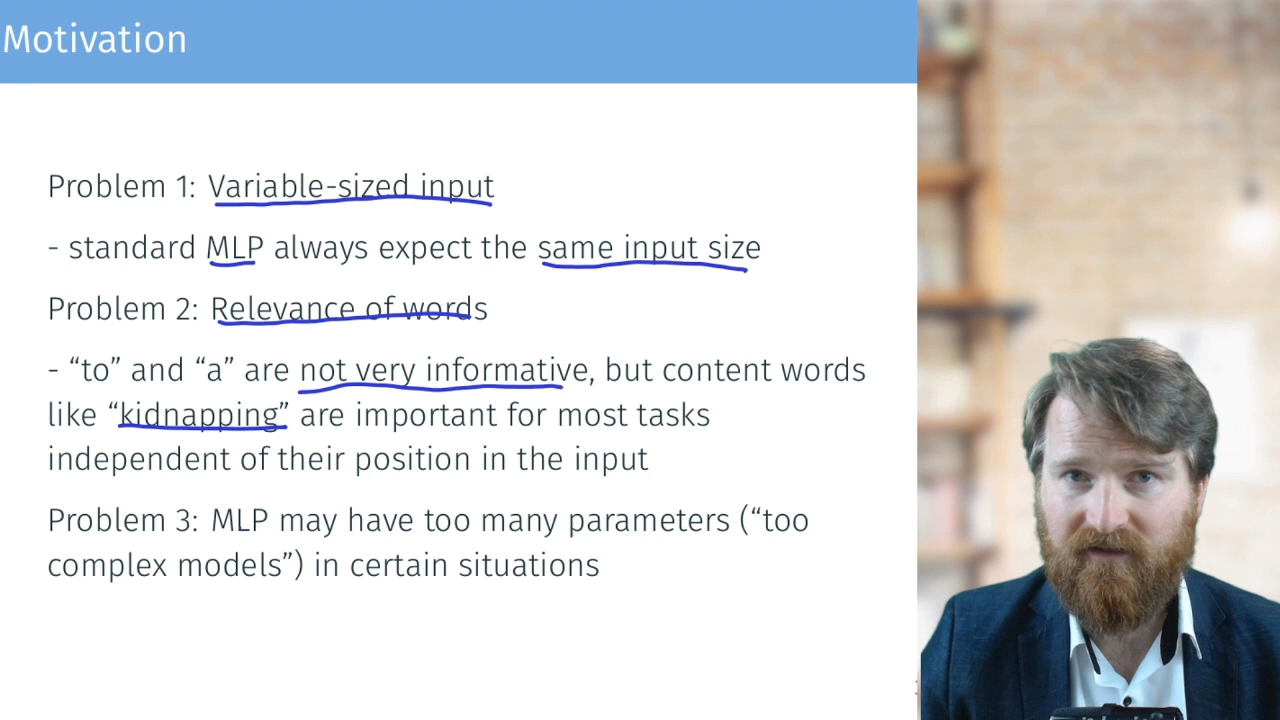 Motivation
Problem 1: Variable-sized input
- standard MLP always expect the same input size
Problem 2: Relevance of words
- “to” and “a” are not very informative, but content words
like “kidnapping” are important for most tasks
independent of their position in the input
Problem 3: MLP may have too many parameters (“too
complex models”) in certain situations